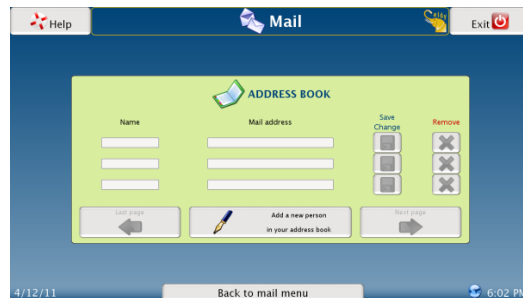 Help
Mail
Exit
ADDRESS BOOK
Name
Mail address
Save
Change
Remove
Last page
Add a new person
in your address book
Next page
4/12/11
Back to mail menu
6:02 PM